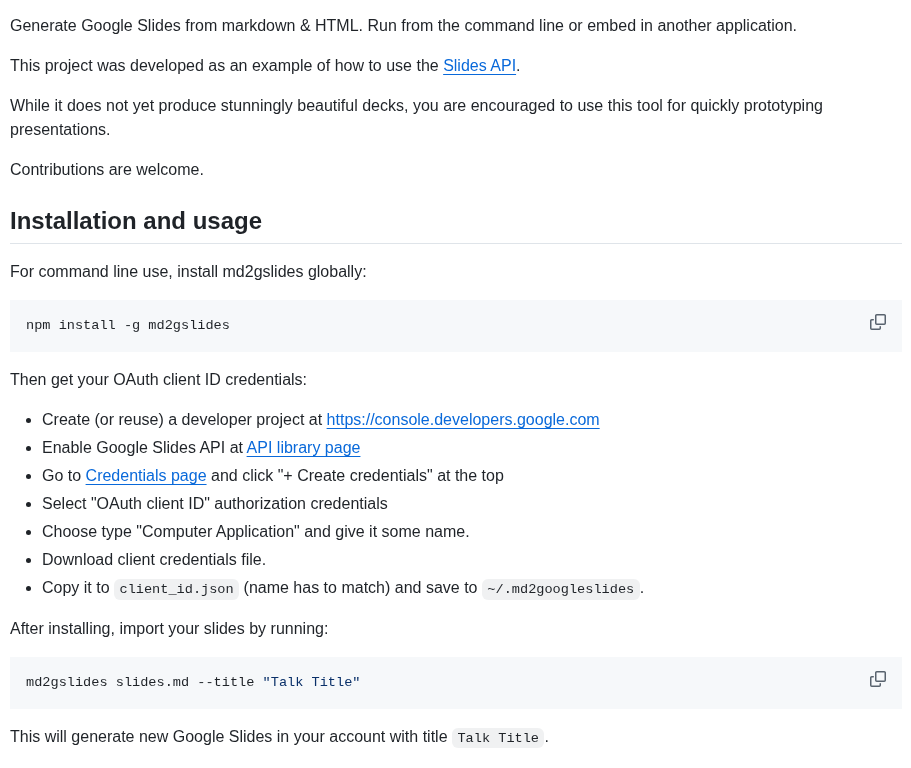 Generate Google Slides from markdown & HTML. Run from the command line or embed in another application.
This project was developed as an example of how to use the Slides API.
While it does not yet produce stunningly beautiful decks, you are encouraged to use this tool for quickly prototyping
presentations.
Contributions are welcome.
Installation and usage
For command line use, install md2gslides globally:
npm install -g md2gslides
Then get your OAuth client ID credentials:
• Create (or reuse) a developer project at https://console.developers.google.com
• Enable Google Slides API at API library page
• Go to Credentials page and click "+ Create credentials" at the top
• Select "OAuth client ID" authorization credentials
• Choose type "Computer Application" and give it some name.
• Download client credentials file.
• Copy it to client_id.json (name has to match) and save to ~/.md2googleslides.
After installing, import your slides by running:
md2gslides slides.md --title "Talk Title"
This will generate new Google Slides in your account with title Talk Title.